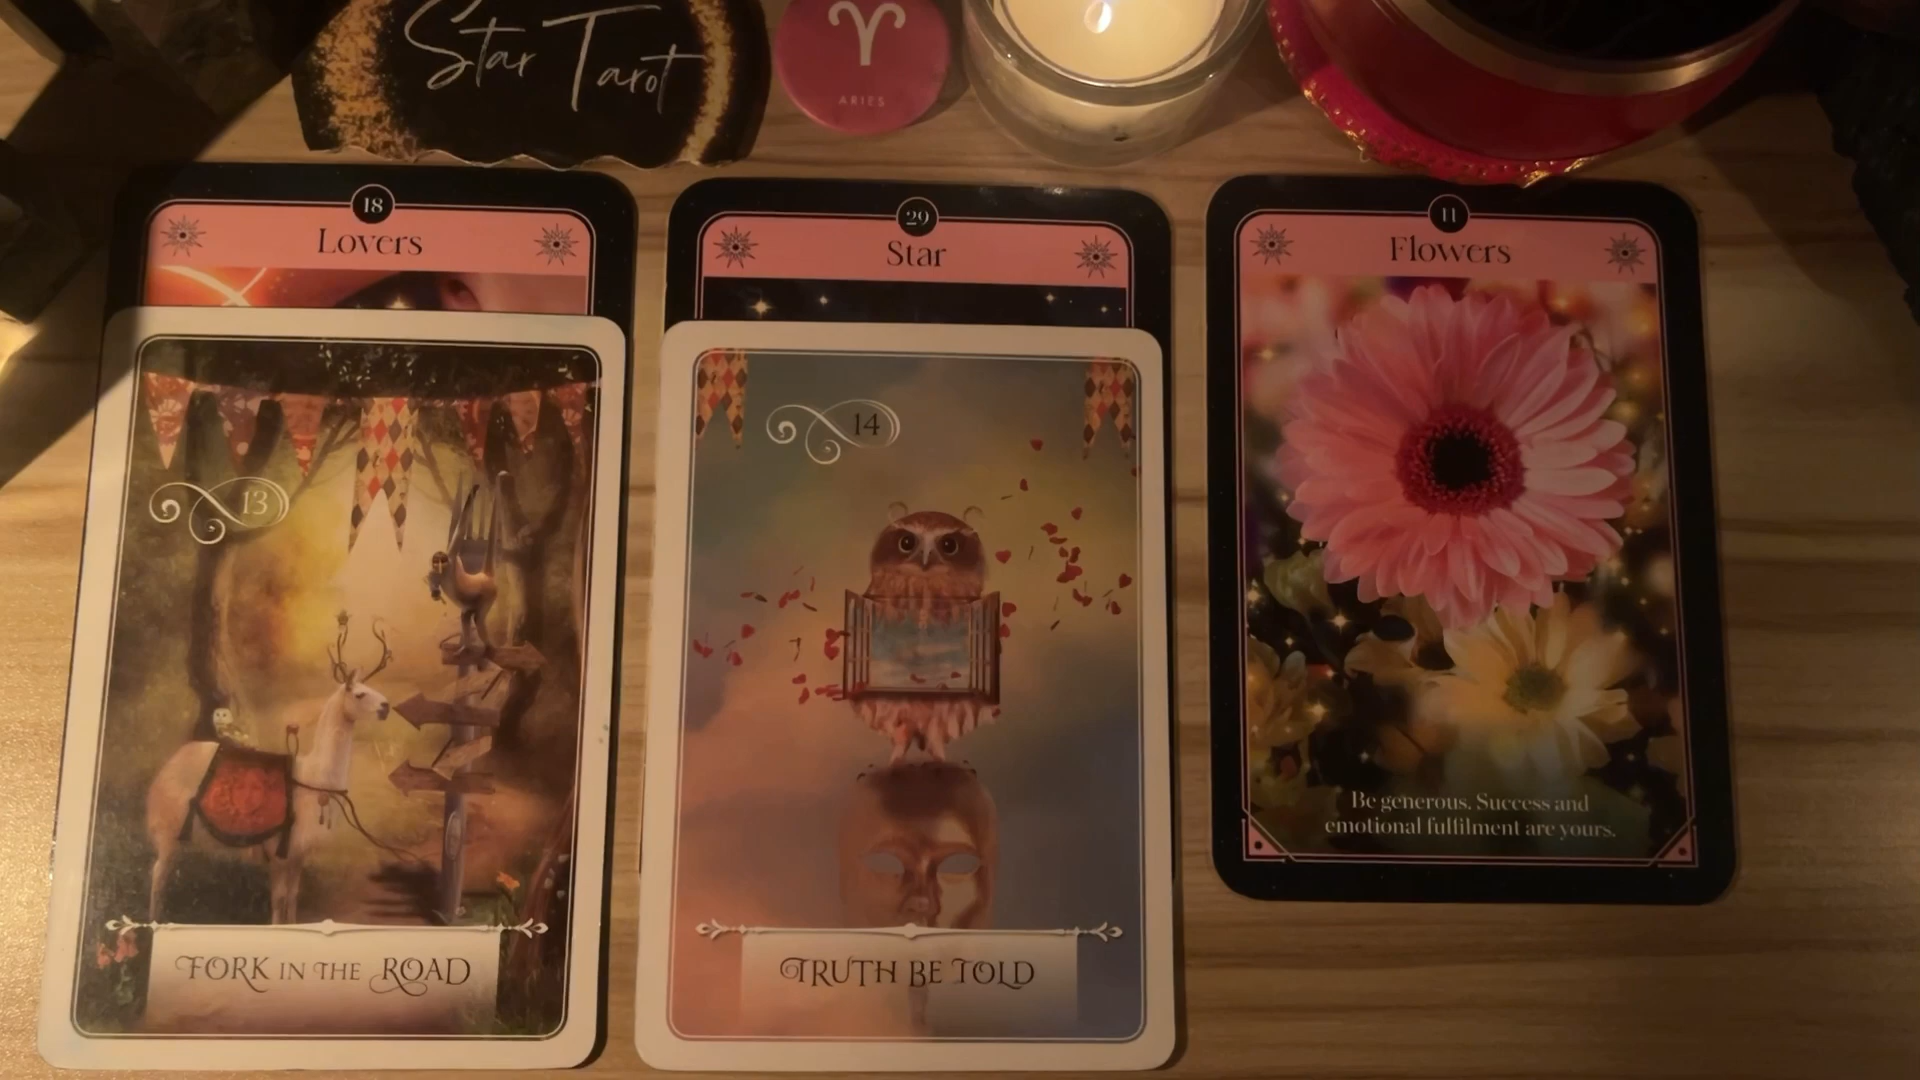 Star Tarot
ARIES
18
Lovers
29
Star
11
Flowers
13
14
Be generous. Success and
emotional fulfilment are yours.
FORK IN THE ROAD
TRUTH BE TOLD